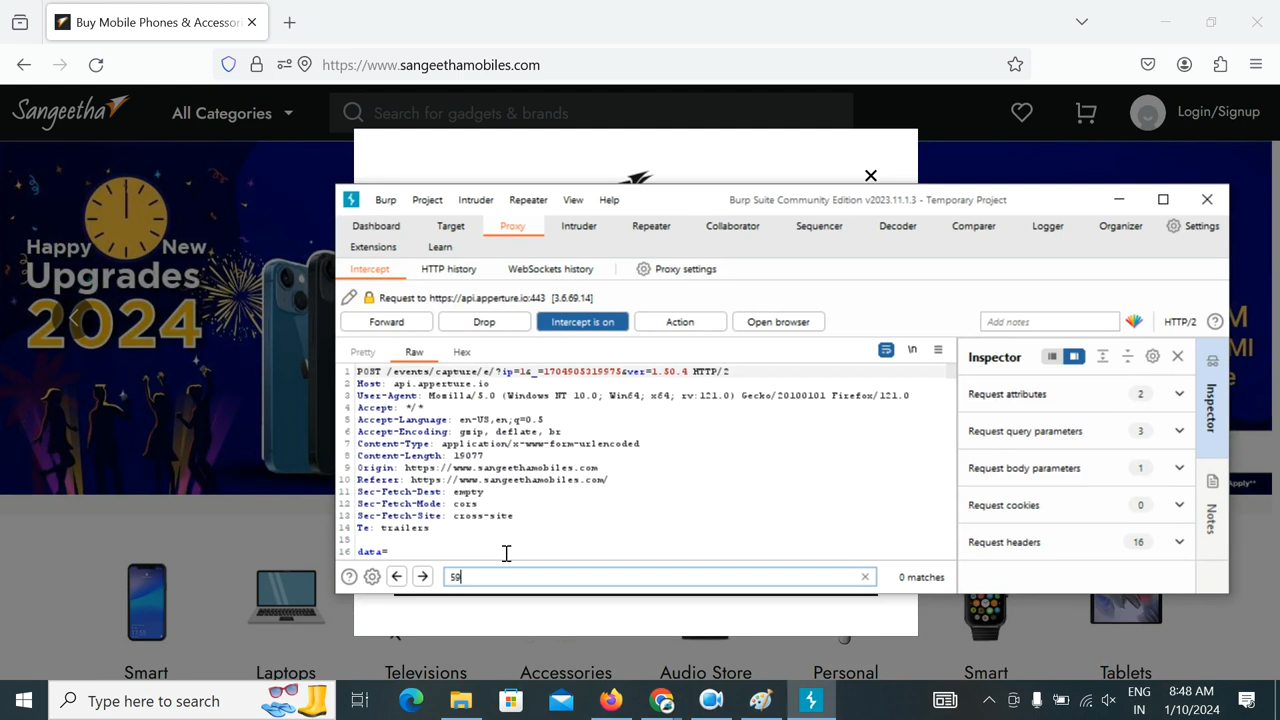 Buy Mobile Phones & Accessor
https://www.sangeethamobiles.com
Sangeetha
All Categories
Search for gadgets & brands
Login/Signup
Happy New
Upgrades
2024
Burp Project Intruder Repeater View Help
Burp Suite Community Edition v2023.11.1.3 - Temporary Project
Dashboard Target Proxy Intruder Repeater Collaborator Sequencer Decoder Comparer Logger Organizer Settings
Extensions Learn
Intercept HTTP history WebSockets history Proxy settings
Request to https://api.apperture.io:443 [3.6.69.14]
Forward Drop Intercept is on Action Open browser Add notes HTTP/2
Pretty Raw Hex \n
1 POST /events/capture/e/?ip=1&_=1704905319975&ver=1.50.4 HTTP/2
2 Host: api.apperture.io
3 User-Agent: Mozilla/5.0 (Windows NT 10.0; Win64; x64; rv:121.0) Gecko/20100101 Firefox/121.0
4 Accept: */*
5 Accept-Language: en-US,en;q=0.5
6 Accept-Encoding: gzip, deflate, br
7 Content-Type: application/x-www-form-urlencoded
8 Content-Length: 19077
9 Origin: https://www.sangeethamobiles.com
10 Referer: https://www.sangeethamobiles.com/
11 Sec-Fetch-Dest: empty
12 Sec-Fetch-Mode: cors
13 Sec-Fetch-Site: cross-site
14 Te: trailers
15
16 data=
59
0 matches
Inspector
Request attributes 2
Request query parameters 3
Request body parameters 1
Request cookies 0
Request headers 16
Inspector
Notes
M
MI
Apply**
Smart Laptops Televisions Accessories Audio Store Personal Smart Tablets
Type here to search
ENG
IN
8:48 AM
1/10/2024